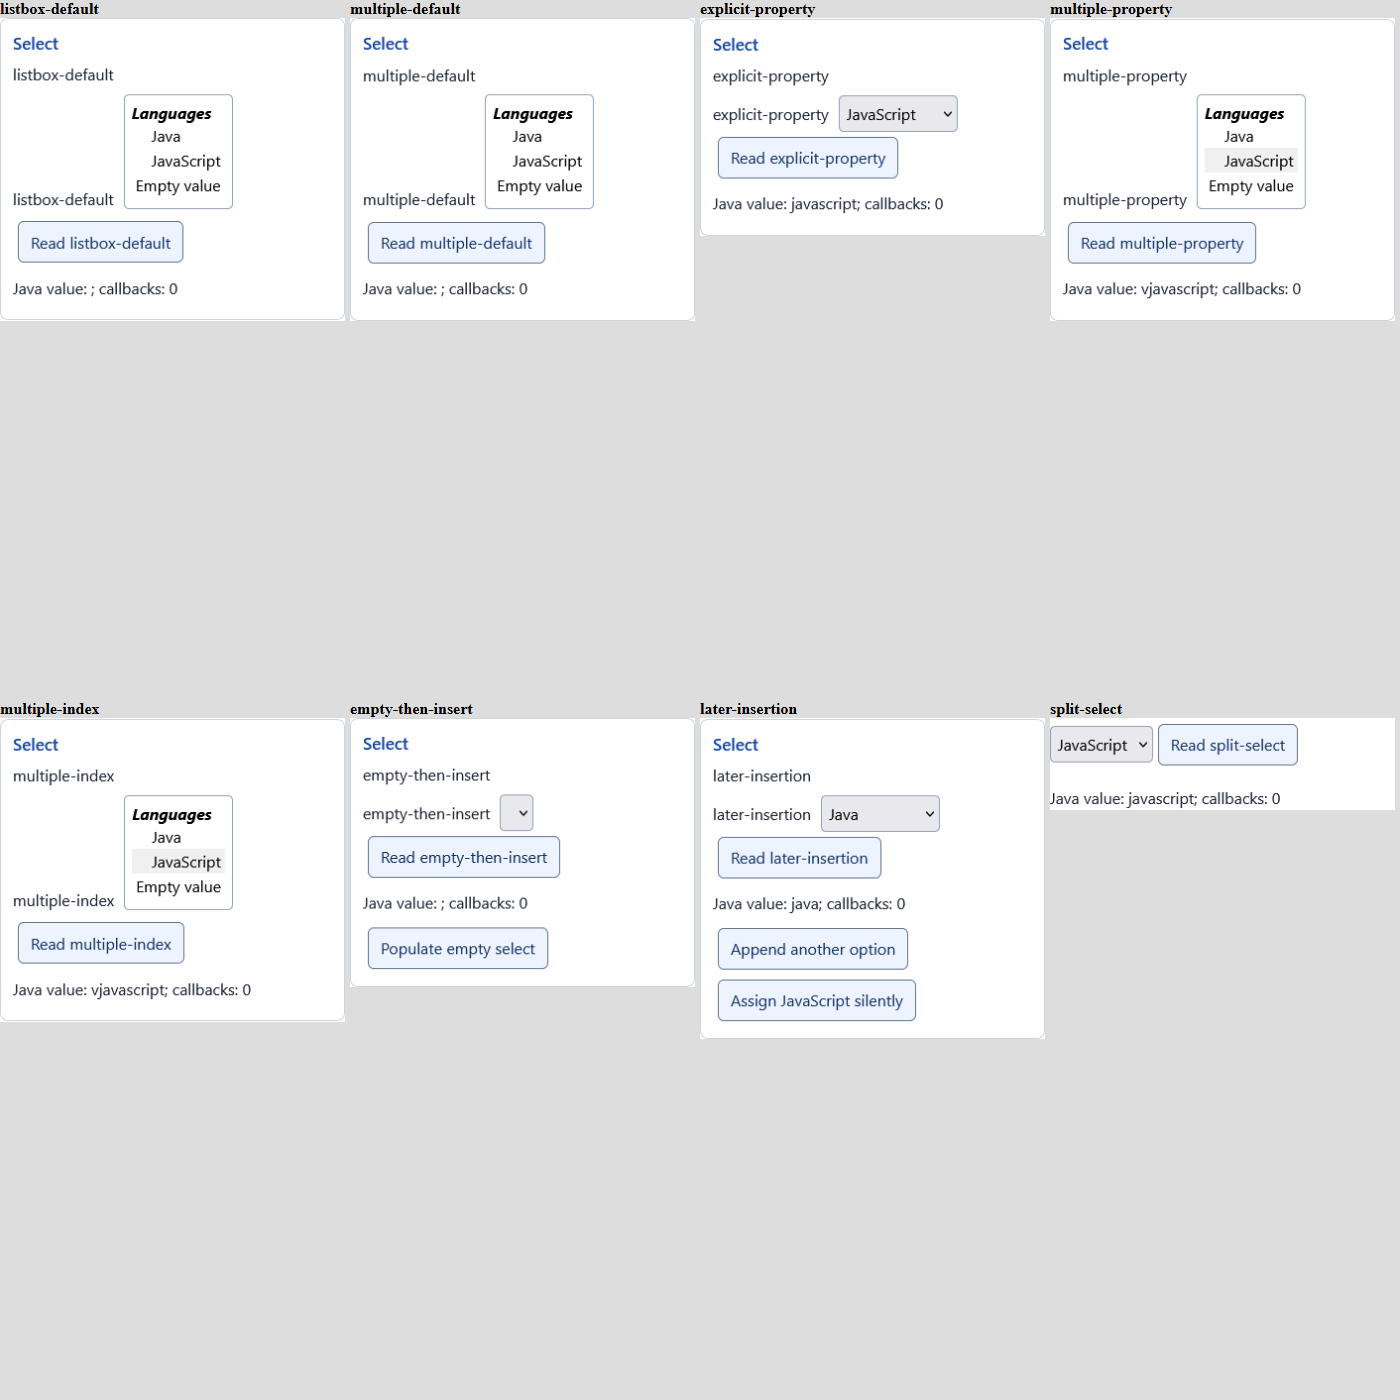 listbox-default
Select
listbox-default
Languages
Java
JavaScript
Empty value
listbox-default
Read listbox-default
Java value: ; callbacks: 0
multiple-default
Select
multiple-default
Languages
Java
JavaScript
Empty value
multiple-default
Read multiple-default
Java value: ; callbacks: 0
explicit-property
Select
explicit-property
explicit-property JavaScript
Read explicit-property
Java value: javascript; callbacks: 0
multiple-property
Select
multiple-property
Languages
Java
JavaScript
Empty value
multiple-property
Read multiple-property
Java value: vjavascript; callbacks: 0
multiple-index
Select
multiple-index
Languages
Java
JavaScript
Empty value
multiple-index
Read multiple-index
Java value: vjavascript; callbacks: 0
empty-then-insert
Select
empty-then-insert
empty-then-insert
Read empty-then-insert
Java value: ; callbacks: 0
Populate empty select
later-insertion
Select
later-insertion
later-insertion Java
Read later-insertion
Java value: java; callbacks: 0
Append another option
Assign JavaScript silently
split-select
JavaScript Read split-select
Java value: javascript; callbacks: 0